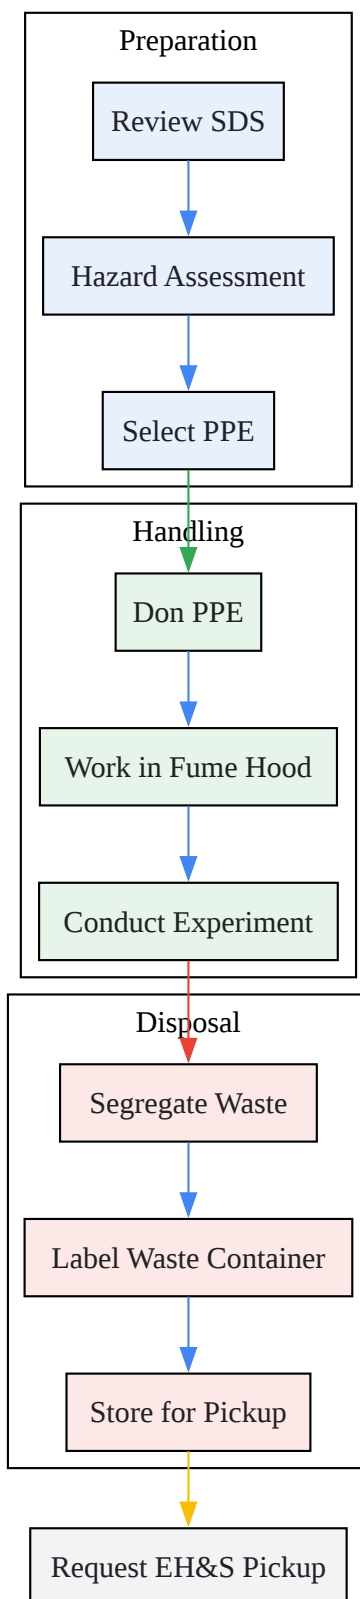 Preparation
Review SDS
Hazard Assessment
Select PPE
Handling
Don PPE
Work in Fume Hood
Conduct Experiment
Disposal
Segregate Waste
Label Waste Container
Store for Pickup
Request EH&S Pickup